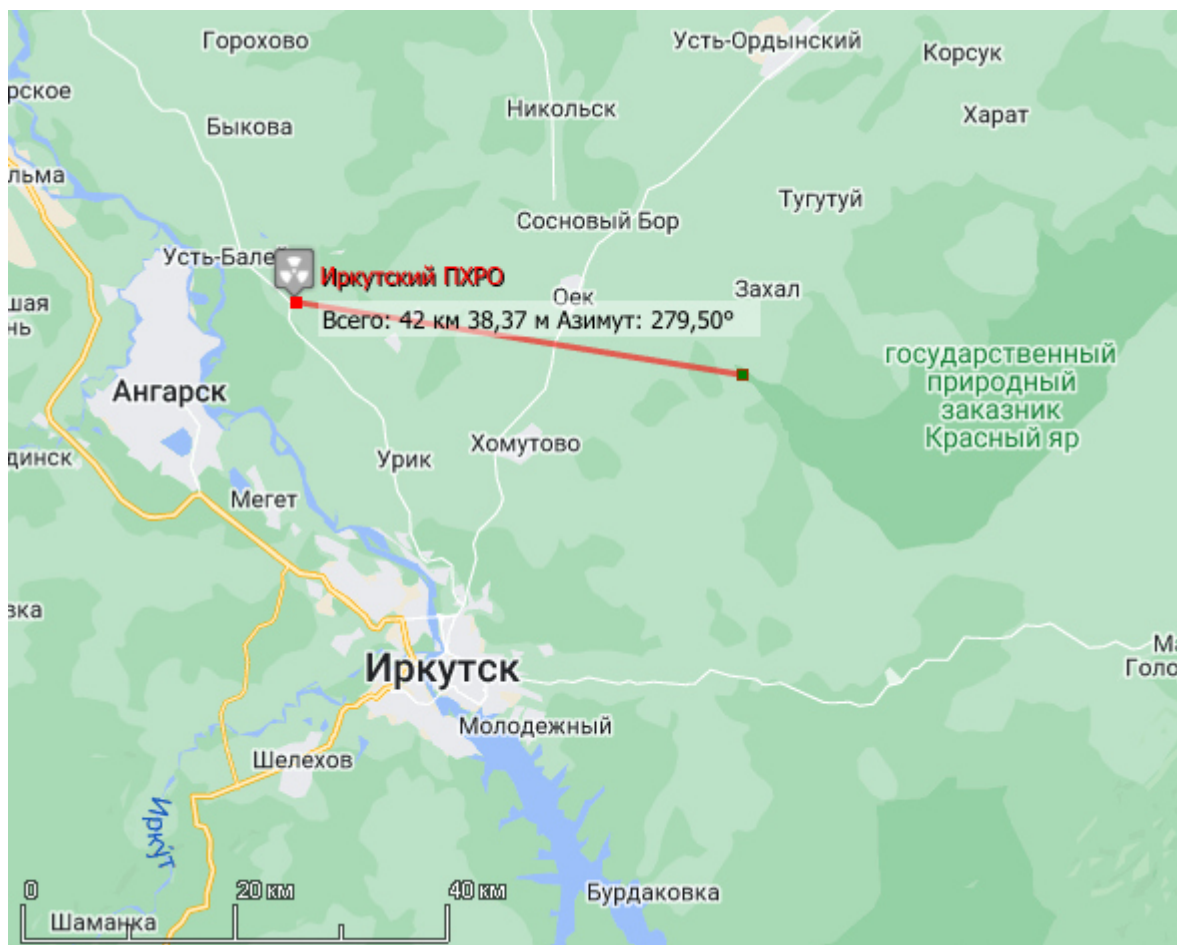 Горохово
Усть-Ордынский
Корсук
рское
Никольск
Харат
Быкова
льма
Тугутуй
Сосновый Бор
Усть-Балей
Иркутский ПХРО
Оек
Захал
шая
нь
Всего: 42 км 38,37 м Азимут: 279,50°
государственный
природный
заказник
Красный яр
Ангарск
Хомутово
динск
Урик
Мегет
вка
Ма
Голо
Иркутск
Молодежный
Шелехов
Иркут
0
20 км
40 км
Бурдаковка
Шаманка